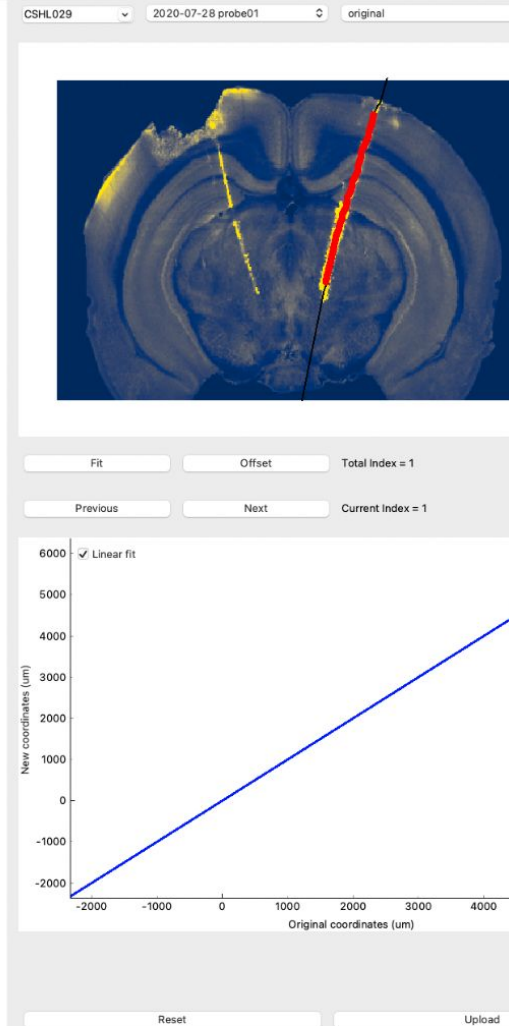 CSHL029 2020-07-28 probe01 original
Fit Offset Total Index = 1
Previous Next Current Index = 1
Linear fit
6000
5000
4000
3000
2000
1000
0
-1000
-2000
New coordinates (um)
-2000 -1000 0 1000 2000 3000 4000
Original coordinates (um)
Reset Upload